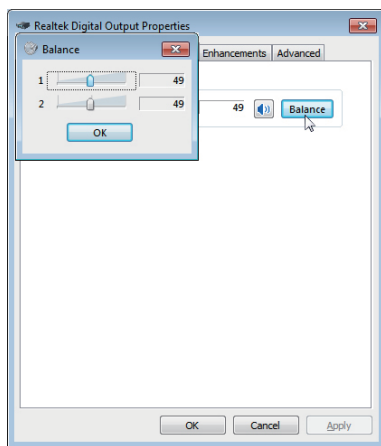 Realtek Digital Output Properties
Balance
Enhancements Advanced
1 49
2 49
49 Balance
OK
OK Cancel Apply